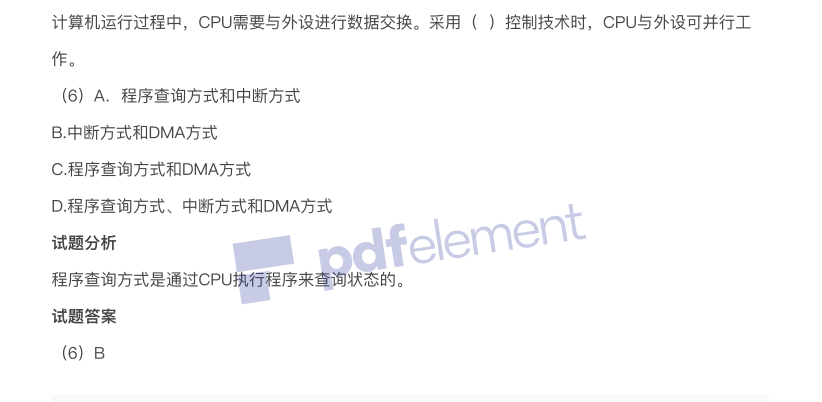 计算机运行过程中，CPU需要与外设进行数据交换。采用（  ）控制技术时，CPU与外设可并行工
作。
（6）A．程序查询方式和中断方式
B.中断方式和DMA方式
C.程序查询方式和DMA方式
D.程序查询方式、中断方式和DMA方式
试题分析
程序查询方式是通过CPU执行程序来查询状态的。
试题答案
（6）B
pdfelement